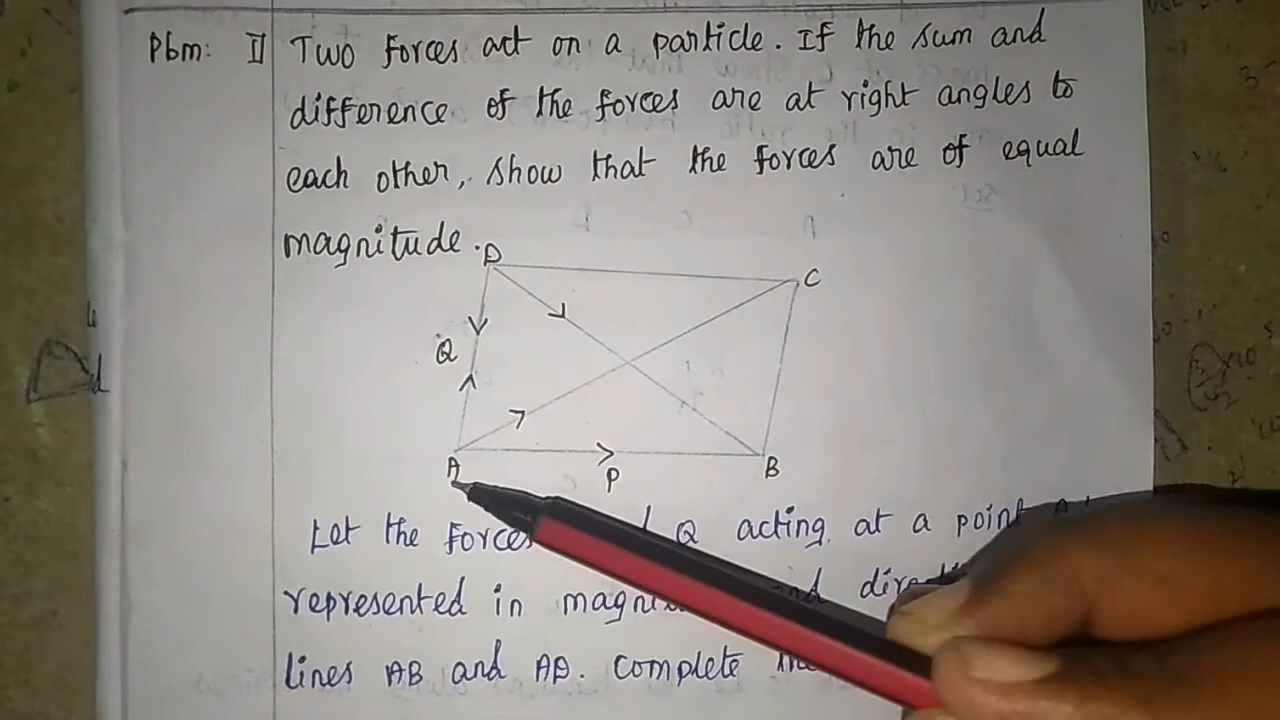 Pbm: II Two forces act on a particle. If the sum and
difference of the forces are at right angles to
each other, show that the forces are of equal
magnitude.
D
C
Q
A
P
B
Let the forces Q acting at a point
represented in and
lines AB and AD. Complete